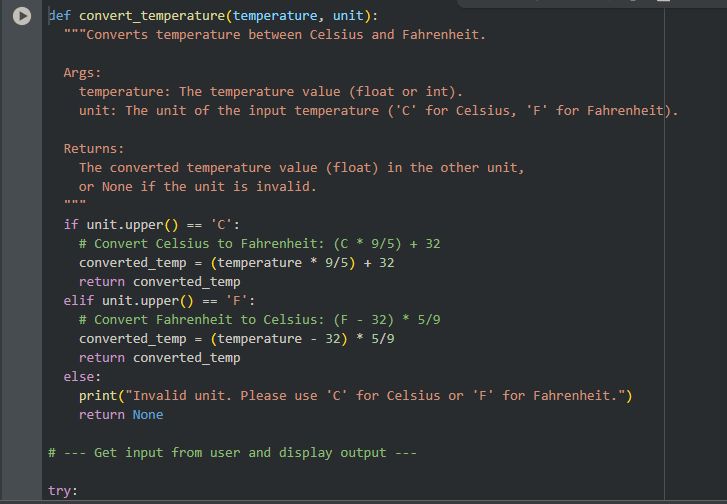 def convert_temperature(temperature, unit):
  """Converts temperature between Celsius and Fahrenheit.

  Args:
    temperature: The temperature value (float or int).
    unit: The unit of the input temperature ('C' for Celsius, 'F' for Fahrenheit).

  Returns:
    The converted temperature value (float) in the other unit,
    or None if the unit is invalid.
  """
  if unit.upper() == 'C':
    # Convert Celsius to Fahrenheit: (C * 9/5) + 32
    converted_temp = (temperature * 9/5) + 32
    return converted_temp
  elif unit.upper() == 'F':
    # Convert Fahrenheit to Celsius: (F - 32) * 5/9
    converted_temp = (temperature - 32) * 5/9
    return converted_temp
  else:
    print("Invalid unit. Please use 'C' for Celsius or 'F' for Fahrenheit.")
    return None

# --- Get input from user and display output ---

try: